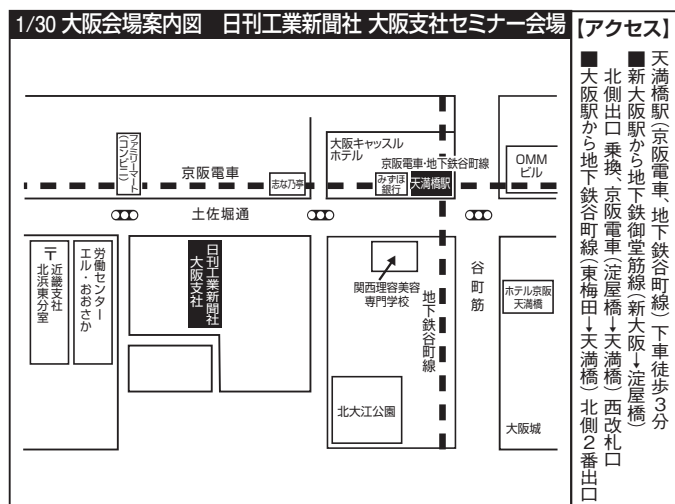 1/30 大阪会場案内図 日刊工業新聞社 大阪支社セミナー会場
ファミリーマート
(コンビニ)
京阪電車
志な乃亭
大阪キャッスル
ホテル
京阪電車・地下鉄谷町線
みずほ
銀行
天満橋駅
OMM
ビル
土佐堀通
〒
近畿支社
北浜東分室
労働センター
エル・おおさか
日刊工業新聞社
大阪支社
関西理容美容
専門学校
地下鉄谷町線
谷町筋
ホテル京阪
天満橋
北大江公園
大阪城
【アクセス】
天満橋駅(京阪電車、地下鉄谷町線)下車徒歩3分
■新大阪駅から地下鉄御堂筋線(新大阪→淀屋橋)
北側出口 乗換、京阪電車(淀屋橋→天満橋)西改札口
■大阪駅から地下鉄谷町線(東梅田→天満橋)北側2番出口